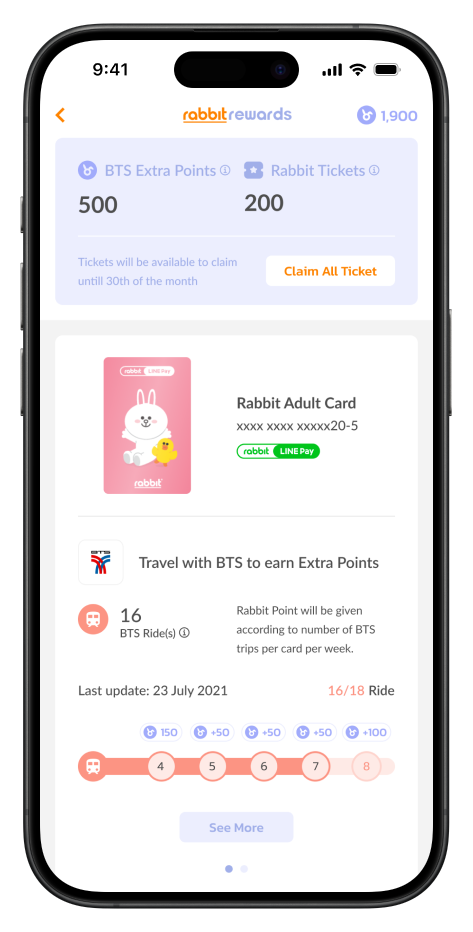 9:41
rabbit rewards
1,900
BTS Extra Points
Rabbit Tickets
500
200
Tickets will be available to claim
untill 30th of the month
Claim All Ticket
rabbit LINE Pay
rabbit
Rabbit Adult Card
xxxx xxxx xxxxx20-5
rabbit LINE Pay
BTS
Travel with BTS to earn Extra Points
16
BTS Ride(s)
Rabbit Point will be given
according to number of BTS
trips per card per week.
Last update: 23 July 2021
16/18 Ride
150
+50
+50
+50
+100
4
5
6
7
8
See More